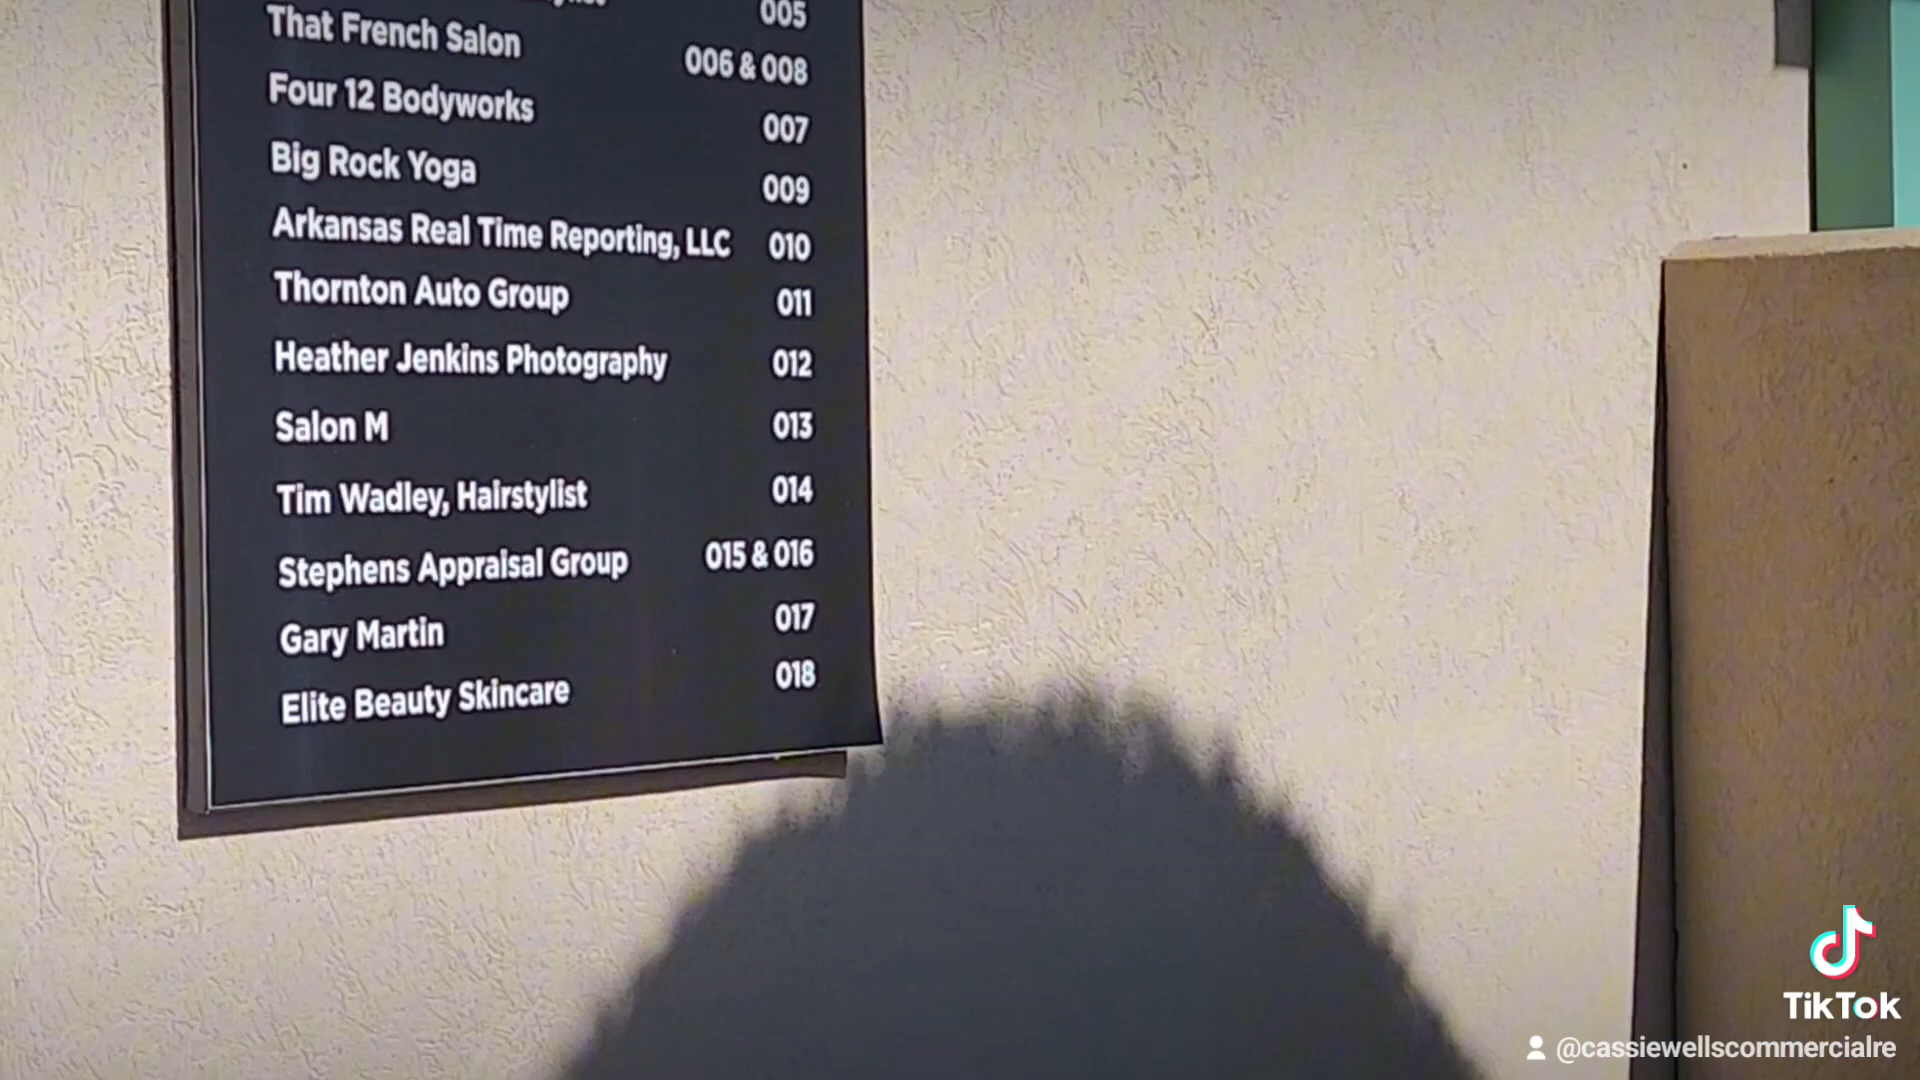 005
That French Salon 006 & 008
Four 12 Bodyworks 007
Big Rock Yoga 009
Arkansas Real Time Reporting, LLC 010
Thornton Auto Group 011
Heather Jenkins Photography 012
Salon M 013
Tim Wadley, Hairstylist 014
Stephens Appraisal Group 015 & 016
Gary Martin 017
Elite Beauty Skincare 018
TikTok
@cassiewellscommercialre